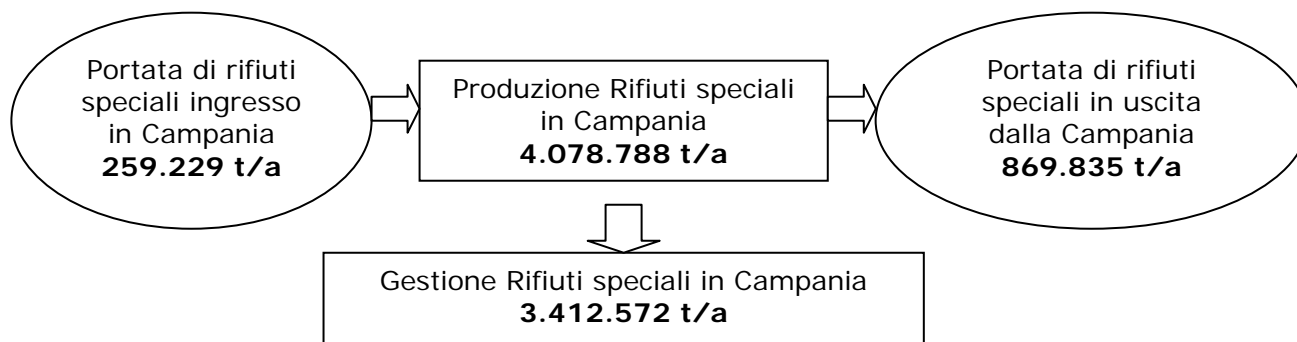 Portata di rifiuti
speciali ingresso
in Campania
259.229 t/a
Produzione Rifiuti speciali
in Campania
4.078.788 t/a
Portata di rifiuti
speciali in uscita
dalla Campania
869.835 t/a
Gestione Rifiuti speciali in Campania
3.412.572 t/a